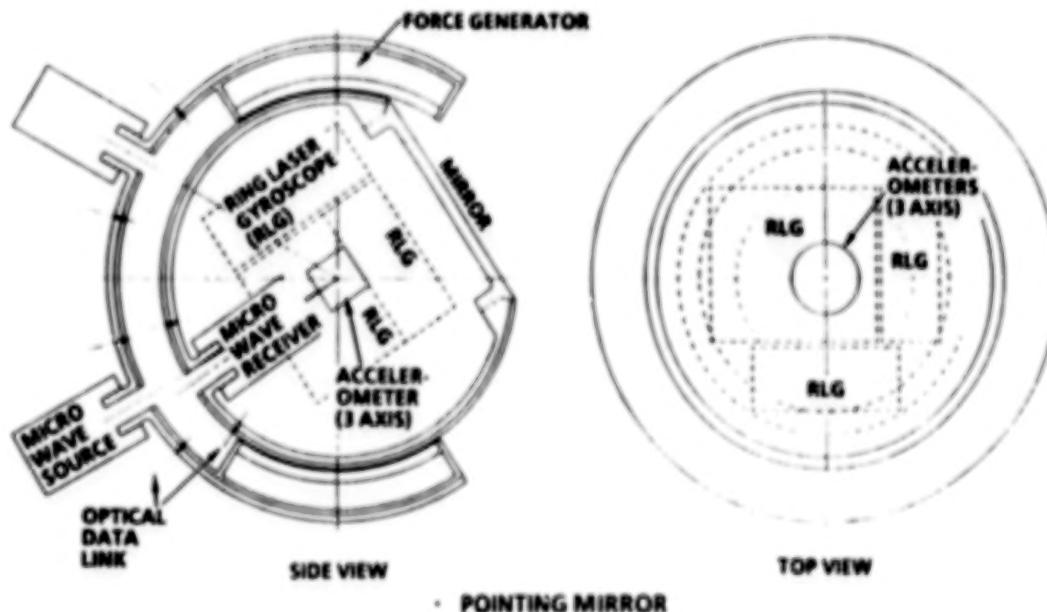 FORCE GENERATOR
RING LASER
GYROSCOPE
(RLG)
MIRROR
RLG
RLG
MICRO
WAVE
RECEIVER
ACCELER-
OMETER
(3 AXIS)
MICRO
WAVE
SOURCE
OPTICAL
DATA
LINK
SIDE VIEW
ACCELER-
OMETERS
(3 AXIS)
RLG
RLG
RLG
TOP VIEW
· POINTING MIRROR